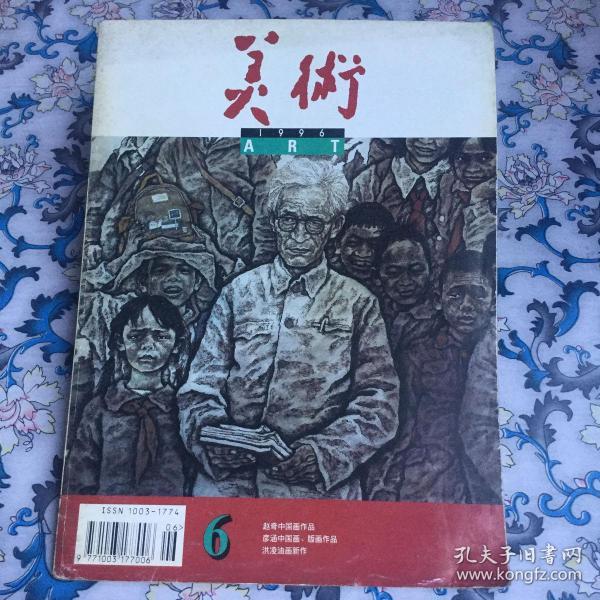 美術
1996
ART
ISSN 1003-1774
06>
9 771003 177006
6
赵奇中国画作品
彦涵中国画、版画作品
洪凌油画新作
孔夫子旧书网
www.kongfz.com